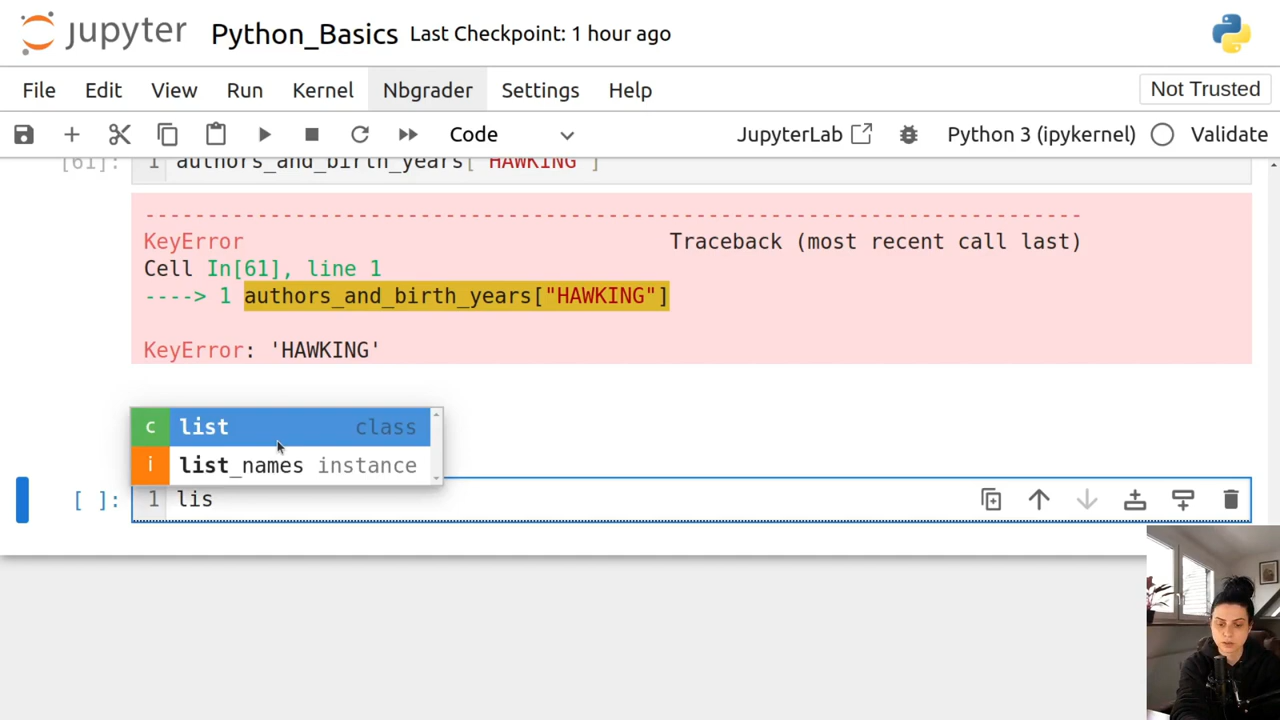 jupyter Python_Basics Last Checkpoint: 1 hour ago
File Edit View Run Kernel Nbgrader Settings Help Not Trusted
Code JupyterLab Python 3 (ipykernel) Validate
[61]: 1 authors_and_birth_years["HAWKING"]
---------------------------------------------------------------------------
KeyError Traceback (most recent call last)
Cell In[61], line 1
----> 1 authors_and_birth_years["HAWKING"]
KeyError: 'HAWKING'
c list class
i list_names instance
[ ]: 1 lis